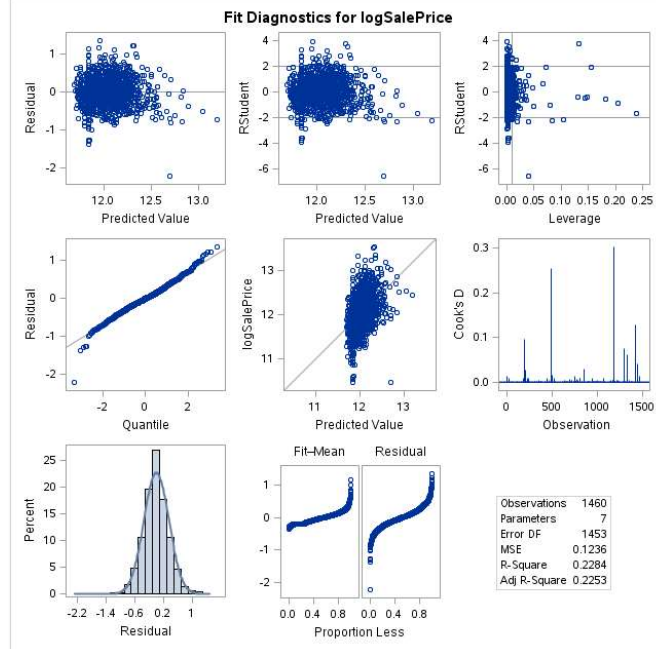 Fit Diagnostics for logSalePrice
Residual
1
0
-1
-2
12.0 12.5 13.0
Predicted Value
RStudent
4
2
0
-2
-4
-6
12.0 12.5 13.0
Predicted Value
RStudent
4
2
0
-2
-4
-6
0.00 0.05 0.10 0.15 0.20 0.25
Leverage
Residual
1
0
-1
-2
-2 0 2
Quantile
logSalePrice
13
12
11
11 12 13
Predicted Value
Cook's D
0.3
0.2
0.1
0.0
0 500 1000 1500
Observation
Percent
25
20
15
10
5
0
-2.2 -1.4 -0.6 0.2 1
Residual
Fit–Mean Residual
1
0
-1
-2
0.0 0.4 0.8 0.0 0.4 0.8
Proportion Less
Observations 1460
Parameters 7
Error DF 1453
MSE 0.1236
R-Square 0.2284
Adj R-Square 0.2253